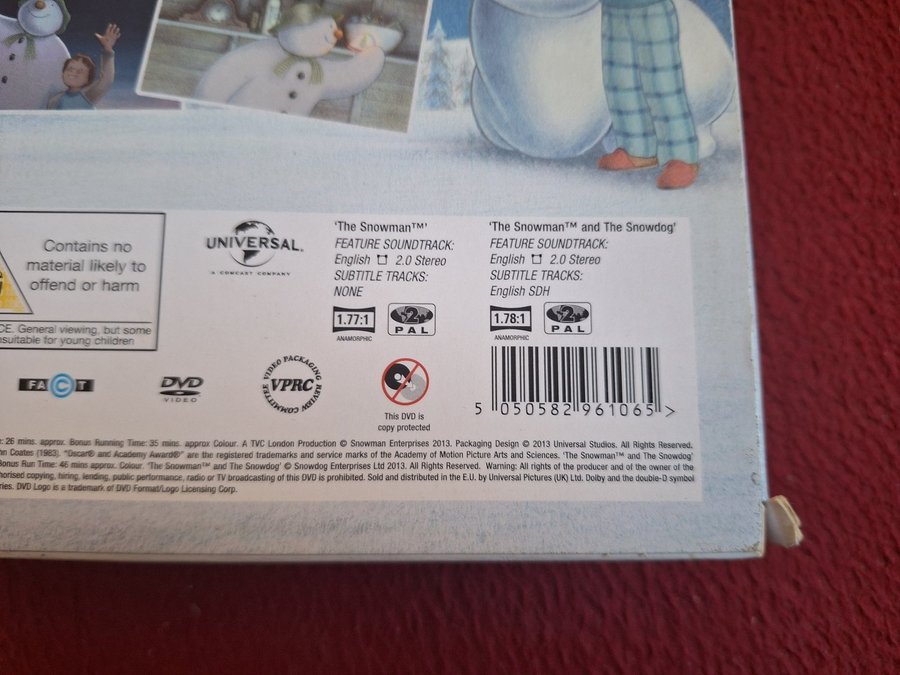 Contains no
material likely to
offend or harm
CE. General viewing, but some
nsuitable for young children
UNIVERSAL®
A COMCAST COMPANY
'The Snowman™'
FEATURE SOUNDTRACK:
English 2.0 Stereo
SUBTITLE TRACKS:
NONE
1.77:1
ANAMORPHIC
2
PAL
'The Snowman™ and The Snowdog'
FEATURE SOUNDTRACK:
English 2.0 Stereo
SUBTITLE TRACKS:
English SDH
1.78:1
ANAMORPHIC
2
PAL
FACT
DVD
VIDEO
VIDEO PACKAGING
VPRC
REVIEW COMMITTEE
This DVD is
copy protected
5 050582 961065 >
: 26 mins. approx. Bonus Running Time: 35 mins. approx Colour. A TVC London Production © Snowman Enterprises 2013. Packaging Design © 2013 Universal Studios. All Rights Reserved.
hn Coates (1983). "Oscar® and Academy Award®" are the registered trademarks and service marks of the Academy of Motion Picture Arts and Sciences. 'The Snowman™ and The Snowdog'
Bonus Run Time: 46 mins approx. Colour. 'The Snowman™ and The Snowdog' © Snowdog Enterprises Ltd 2013. All Rights Reserved. Warning: All rights of the producer and of the owner of the
horised copying, hiring, lending, public performance, radio or TV broadcasting of this DVD is prohibited. Sold and distributed in the E.U. by Universal Pictures (UK) Ltd. Dolby and the double-D symbol
ries. DVD Logo is a trademark of DVD Format/Logo Licensing Corp.